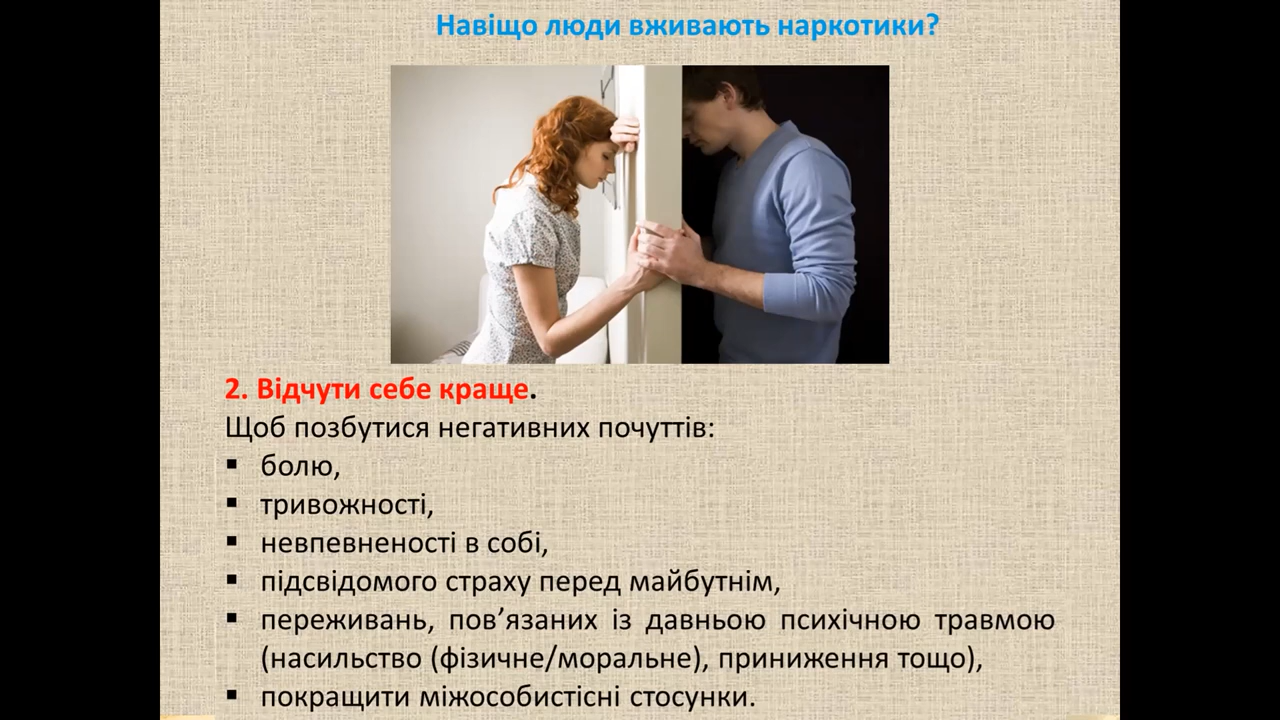 Навіщо люди вживають наркотики?
2. Відчути себе краще.
Щоб позбутися негативних почуттів:
▪ болю,
▪ тривожності,
▪ невпевненості в собі,
▪ підсвідомого страху перед майбутнім,
▪ переживань, пов’язаних із давньою психічною травмою
(насильство (фізичне/моральне), приниження тощо),
▪ покращити міжособистісні стосунки.